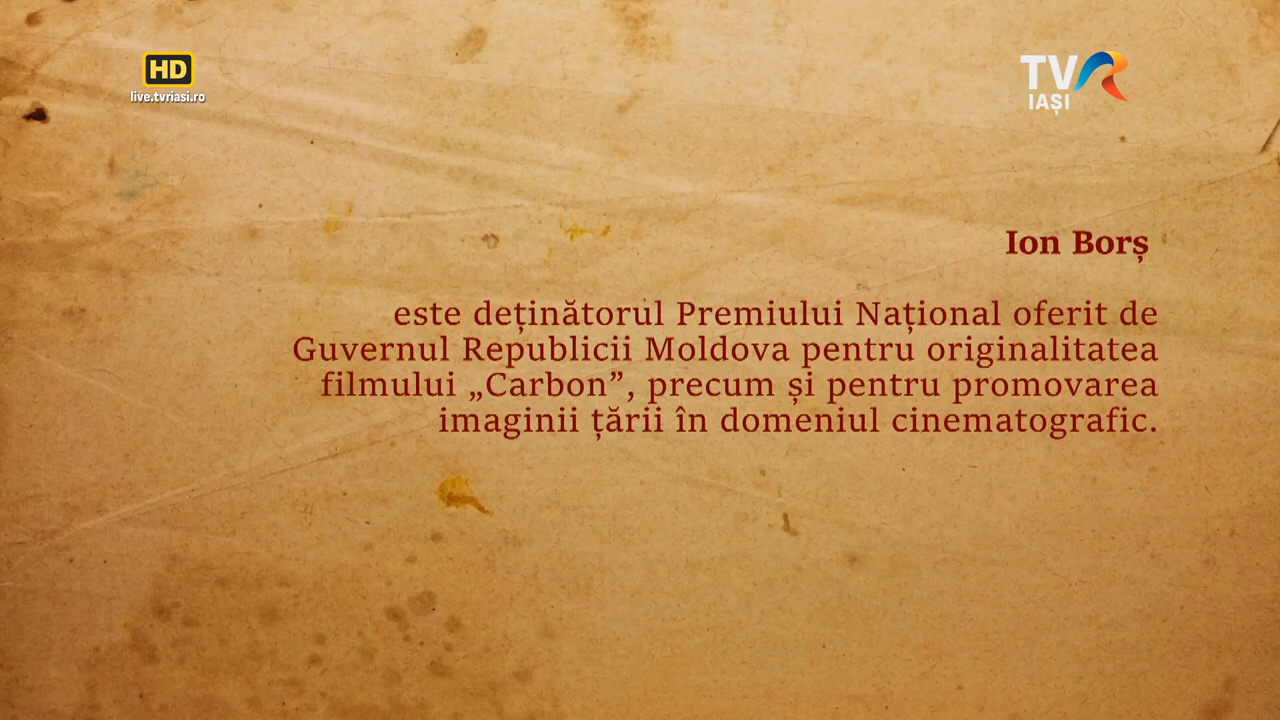 HD
live.tvriasi.ro
TVR
IAȘI
Ion Borș
este deținătorul Premiului Național oferit de
Guvernul Republicii Moldova pentru originalitatea
filmului „Carbon”, precum și pentru promovarea
imaginii țării în domeniul cinematografic.